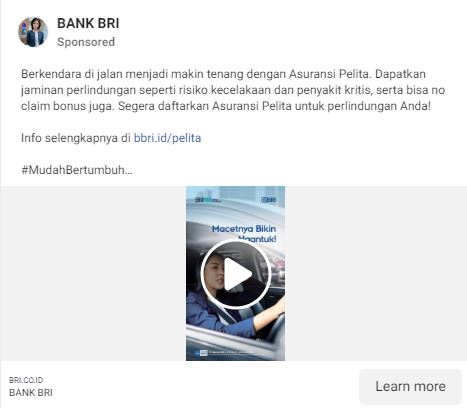 BANK BRI
Sponsored
Berkendara di jalan menjadi makin tenang dengan Asuransi Pelita. Dapatkan
jaminan perlindungan seperti risiko kecelakaan dan penyakit kritis, serta bisa no
claim bonus juga. Segera daftarkan Asuransi Pelita untuk perlindungan Anda!
Info selengkapnya di bbri.id/pelita
#MudahBertumbuh...
BRI
Macetnya Bikin
Ngantuk!
BRI.CO.ID
BANK BRI
Learn more